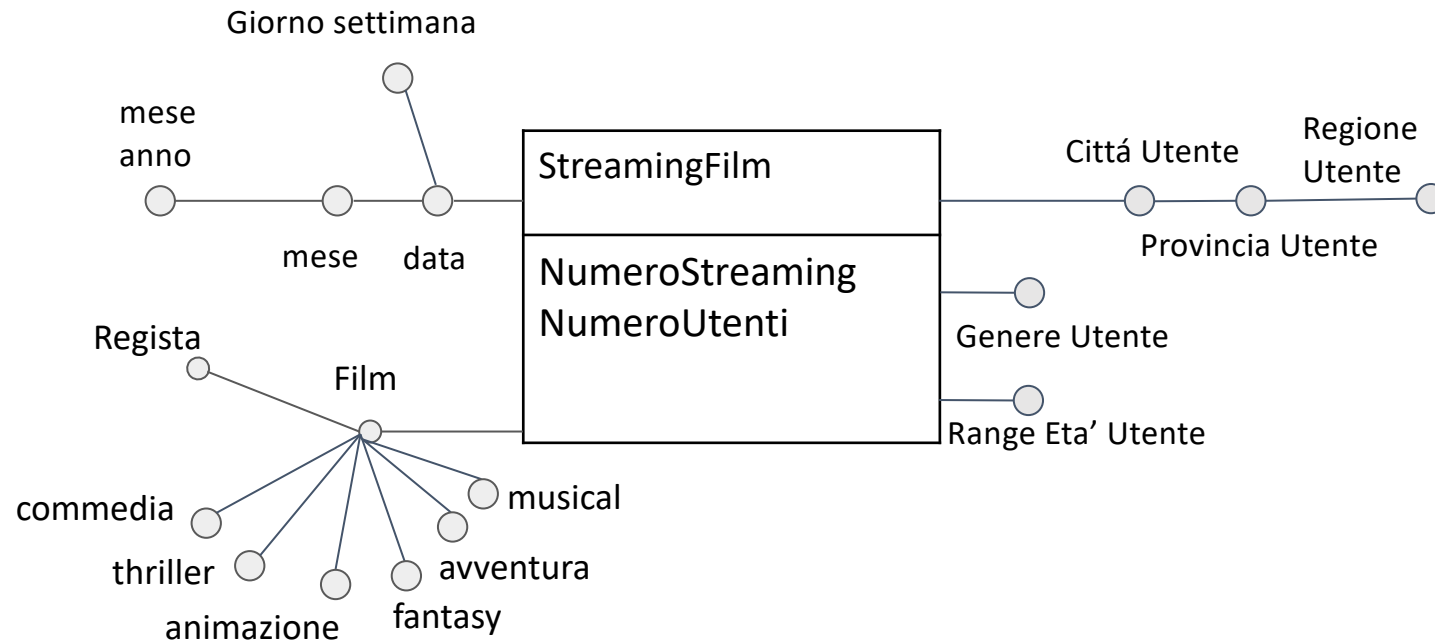 Giorno settimana
mese
anno
mese
data
StreamingFilm
NumeroStreaming
NumeroUtenti
Cittá Utente
Regione
Utente
Provincia Utente
Genere Utente
Range Eta’ Utente
Regista
Film
commedia
thriller
animazione
fantasy
avventura
musical